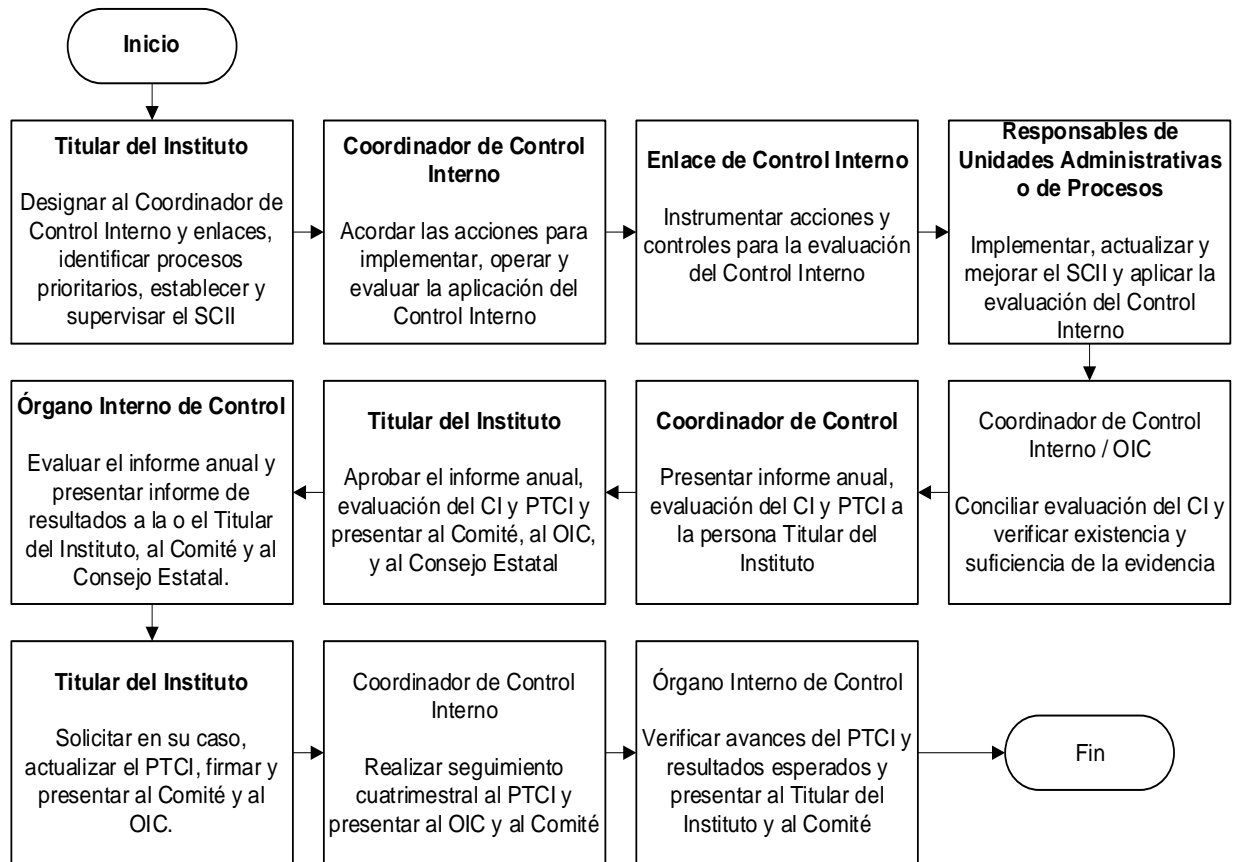 Inicio
Titular del Instituto
Designar al Coordinador de
Control Interno y enlaces,
identificar procesos
prioritarios, establecer y
supervisar el SCII
Coordinador de Control
Interno
Acordar las acciones para
implementar, operar y
evaluar la aplicación del
Control Interno
Enlace de Control Interno
Instrumentar acciones y
controles para la evaluación
del Control Interno
Responsables de
Unidades Administrativas
o de Procesos
Implementar, actualizar y
mejorar el SCII y aplicar la
evaluación del Control
Interno
Coordinador de Control
Interno / OIC
Conciliar evaluación del CI y
verificar existencia y
suficiencia de la evidencia
Coordinador de Control
Presentar informe anual,
evaluación del CI y PTCI a
la persona Titular del
Instituto
Titular del Instituto
Aprobar el informe anual,
evaluación del CI y PTCI y
presentar al Comité, al OIC,
y al Consejo Estatal
Órgano Interno de Control
Evaluar el informe anual y
presentar informe de
resultados a la o el Titular
del Instituto, al Comité y al
Consejo Estatal.
Titular del Instituto
Solicitar en su caso,
actualizar el PTCI, firmar y
presentar al Comité y al
OIC.
Coordinador de Control
Interno
Realizar seguimiento
cuatrimestral al PTCI y
presentar al OIC y al Comité
Órgano Interno de Control
Verificar avances del PTCI y
resultados esperados y
presentar al Titular del
Instituto y al Comité
Fin